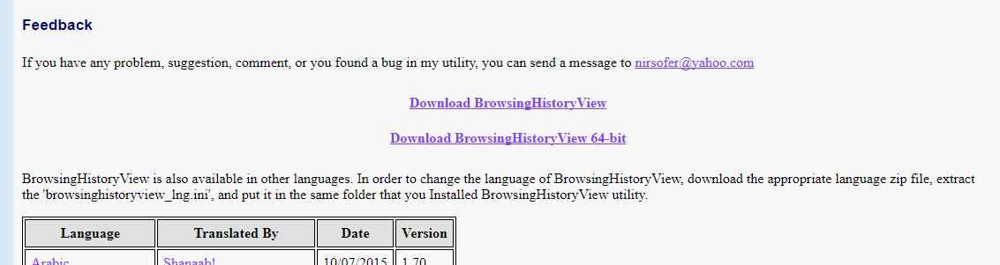 Feedback
If you have any problem, suggestion, comment, or you found a bug in my utility, you can send a message to nirsofer@yahoo.com
Download BrowsingHistoryView
Download BrowsingHistoryView 64-bit
BrowsingHistoryView is also available in other languages. In order to change the language of BrowsingHistoryView, download the appropriate language zip file, extract
the 'browsinghistoryview_lng.ini', and put it in the same folder that you Installed BrowsingHistoryView utility.
Language Translated By Date Version
Arabic Shanaab! 10/07/2015 1.70